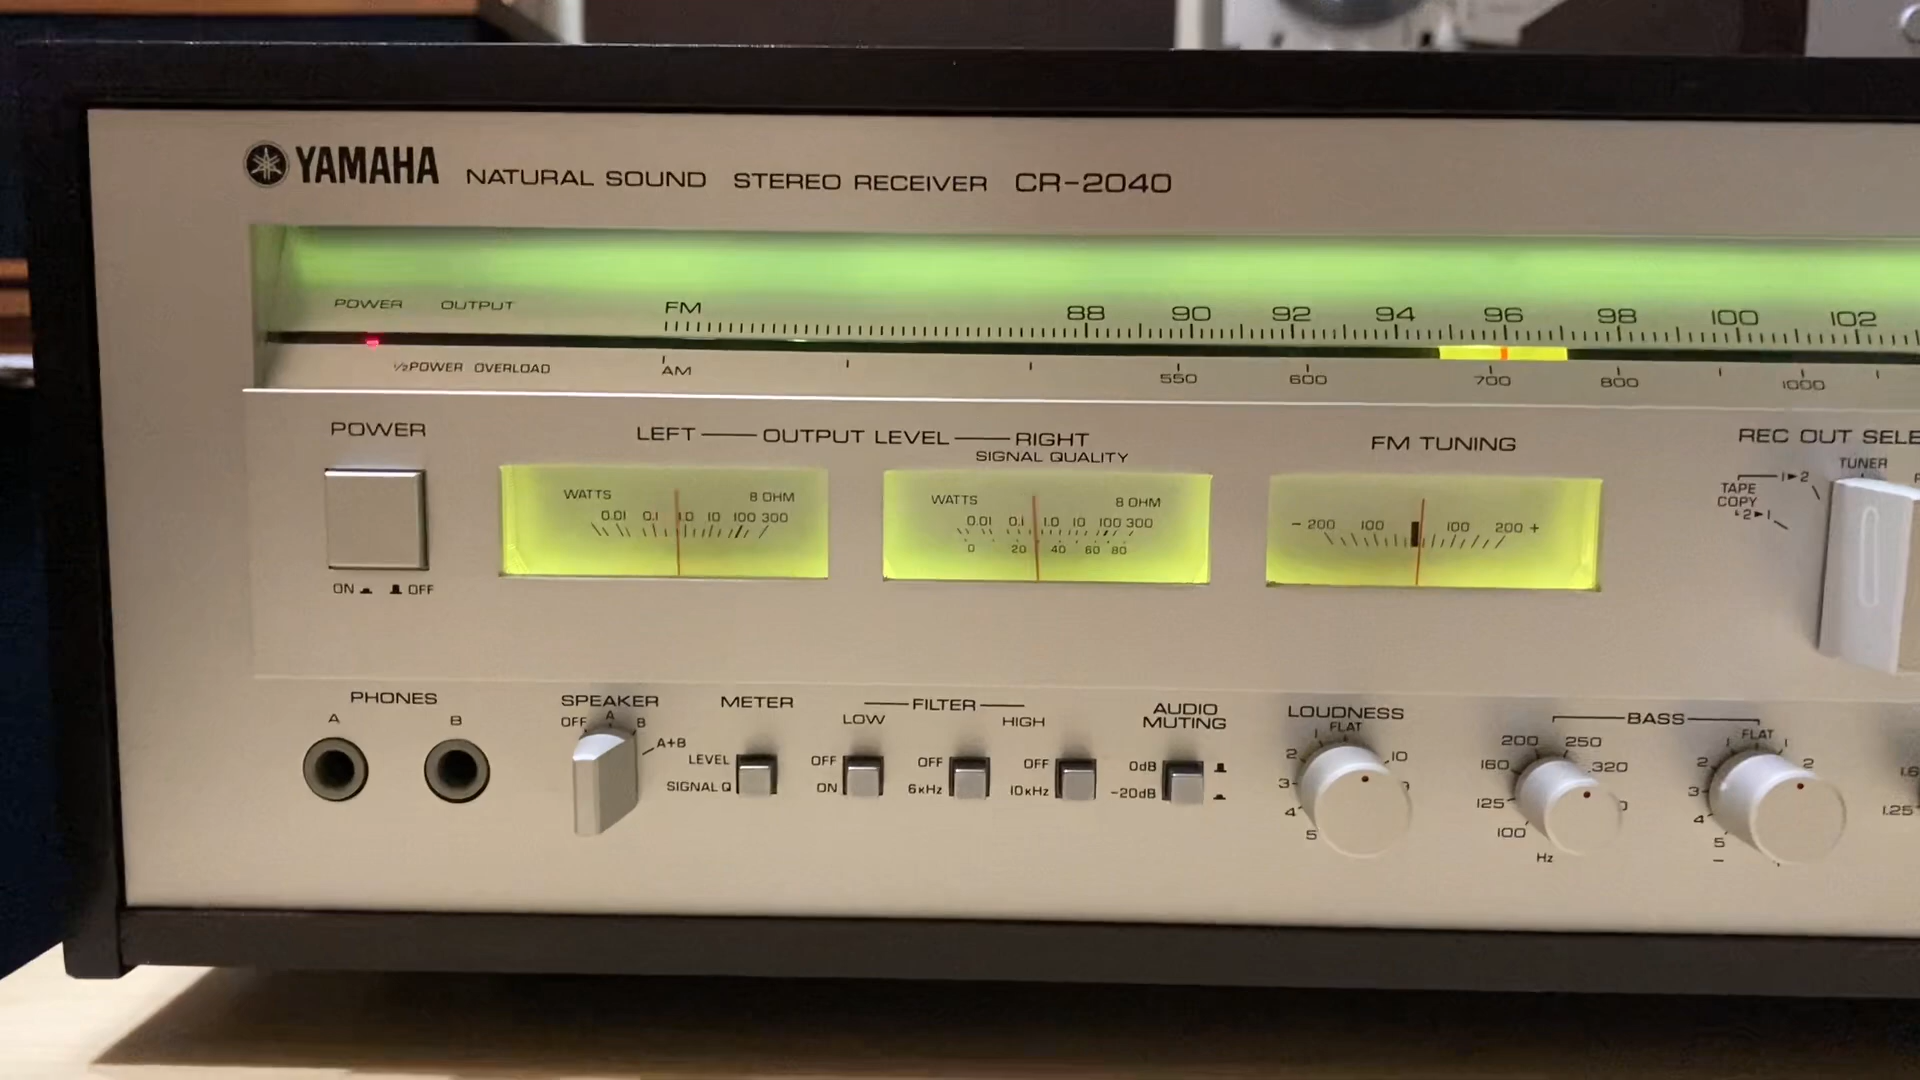 YAMAHA NATURAL SOUND STEREO RECEIVER CR-2040
POWER OUTPUT FM 88 90 92 94 96 98 100 102
½POWER OVERLOAD AM 550 600 700 800 1000
POWER LEFT OUTPUT LEVEL RIGHT FM TUNING REC OUT SELE
SIGNAL QUALITY
TUNER
1▶2
TAPE
COPY
2▶1
WATTS 8 OHM
0.01 0.1 1.0 10 100 300
WATTS 8 OHM
0.01 0.1 1.0 10 100 300
0 20 40 60 80
- 200 100 100 200 +
ON OFF
PHONES
A B
SPEAKER
OFF A B
A+B
METER
LEVEL
SIGNAL Q
FILTER
LOW HIGH
OFF
ON
OFF
6KHz
OFF
10KHz
AUDIO
MUTING
0dB
-20dB
LOUDNESS
FLAT
1 2 3 4 5
10
BASS
200 250
160 320
125
100
Hz
FLAT
1 1
2 2
3
4
5
-
1.25